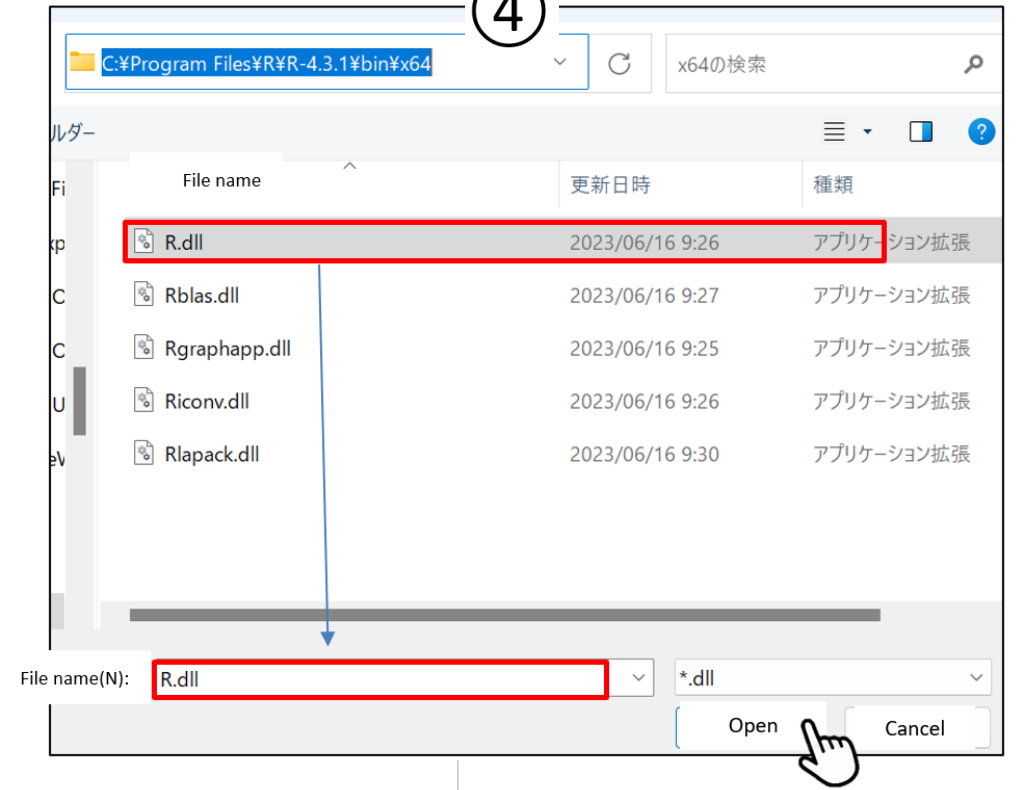 ④
C:¥Program Files¥R¥R-4.3.1¥bin¥x64
x64の検索
ルダー
?
Fi
File name
更新日時
種類
xp
R.dll
2023/06/16 9:26
アプリケーション拡張
C
Rblas.dll
2023/06/16 9:27
アプリケーション拡張
C
Rgraphapp.dll
2023/06/16 9:25
アプリケーション拡張
U
Riconv.dll
2023/06/16 9:26
アプリケーション拡張
eV
Rlapack.dll
2023/06/16 9:30
アプリケーション拡張
File name(N):
R.dll
*.dll
Open
Cancel